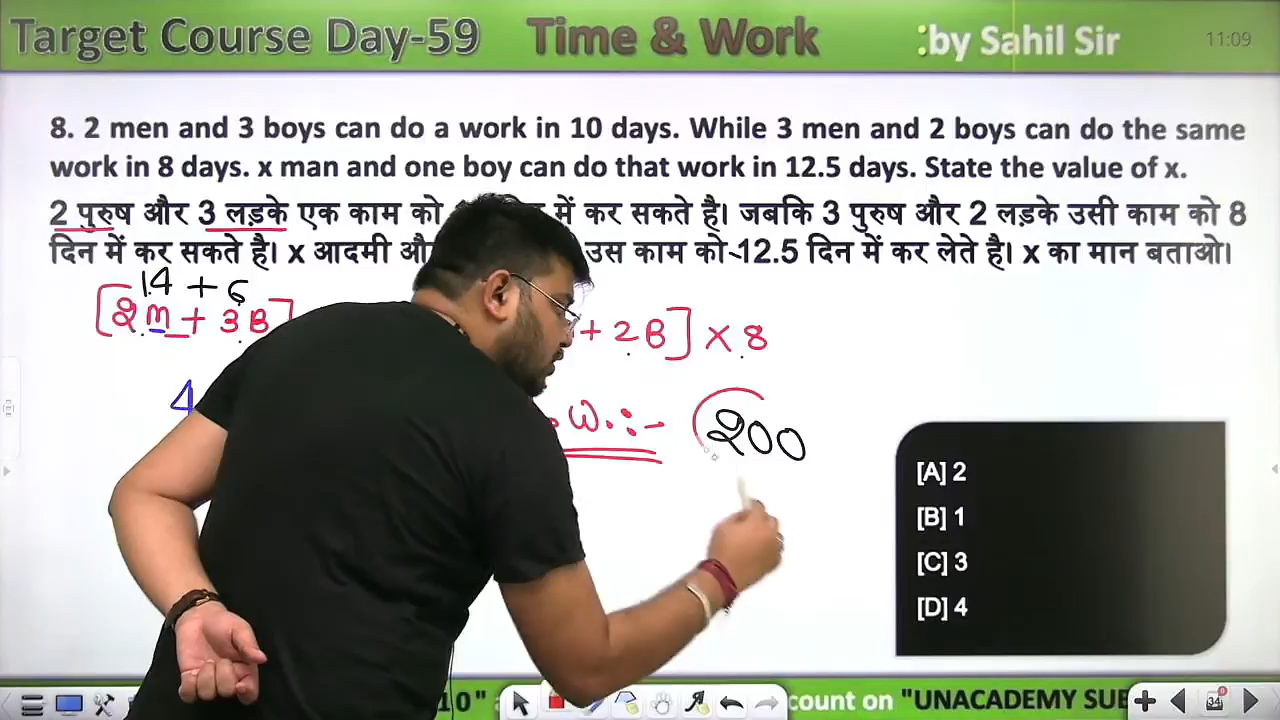 Target Course Day-59 Time & Work :by Sahil Sir 11:09
8. 2 men and 3 boys can do a work in 10 days. While 3 men and 2 boys can do the same
work in 8 days. x man and one boy can do that work in 12.5 days. State the value of x.
2 पुरुष और 3 लड़के एक काम को में कर सकते है। जबकि 3 पुरुष और 2 लड़के उसी काम को 8
दिन में कर सकते है। x आदमी उस काम को 12.5 दिन में कर लेते है। x का मान बताओ।
14 + 6
[2m + 3B] + 2B] × 8
4 . W. :- 200
[A] 2
[B] 1
[C] 3
[D] 4
10" count on "UNACADEMY 34